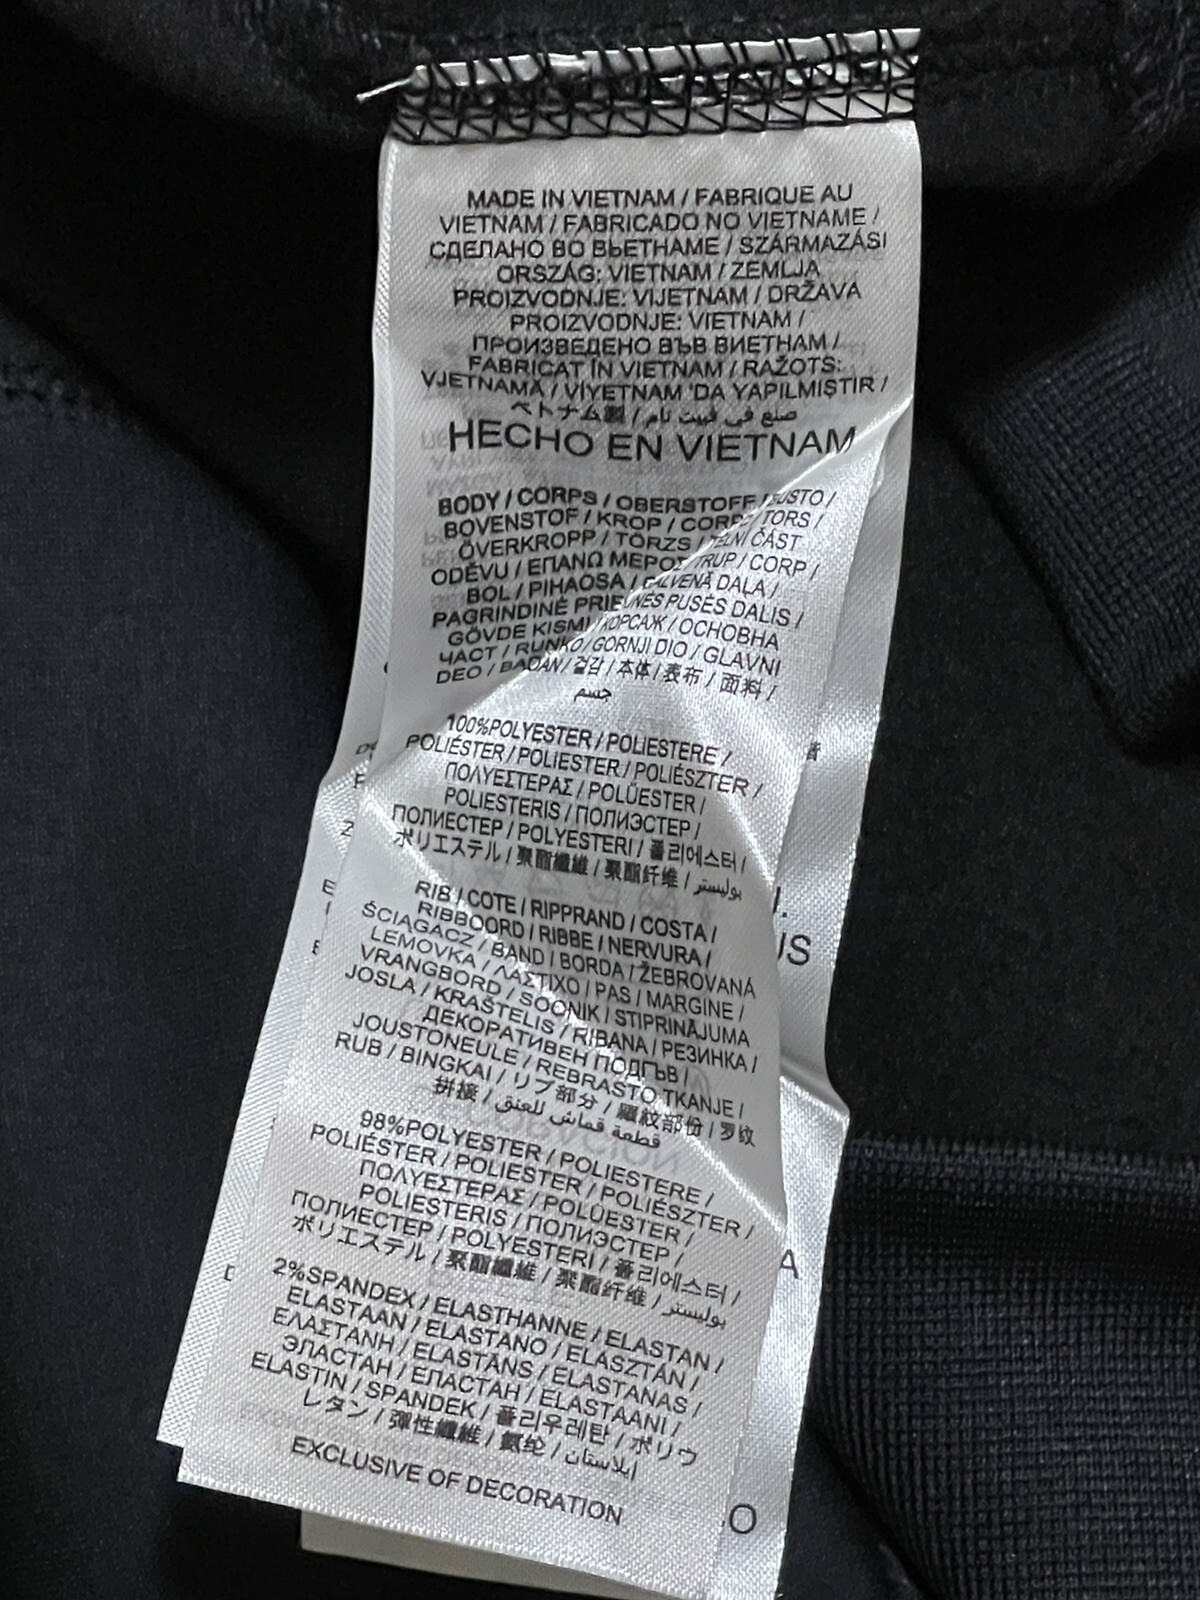 MADE IN VIETNAM / FABRIQUE AU
VIETNAM / FABRICADO NO VIETNAME /
СДЕЛАНО ВО ВЬЕТНАМЕ / SZÁRMAZÁSI
ORSZÁG: VIETNAM / ZEMLJA
PROIZVODNJE: VIJETNAM / DRŽAVA
PROIZVODNJE: VIETNAM /
ПРОИЗВЕДЕНО ВЪВ ВИЕТНАМ /
FABRICAT ÎN VIETNAM / RAŽOTS:
VJETNAMĀ / VİYETNAM 'DA YAPILMIŞTIR /
ベトナム製 / صنع في فييت نام
HECHO EN VIETNAM
BODY / CORPS / OBERSTOFF / BUSTO /
BOVENSTOF / KROP / CORPO / TORS /
ÖVERKROPP / TÖRZS / TĚLNÍ ČÁST
ODĚVU / ΕΠΑΝΩ ΜΕΡΟΣ / TRUP / CORP /
BOL / PIHAOSA / GALVENĀ DAĻA /
PAGRINDINĖ PRIEKINĖS PUSĖS DALIS /
GÖVDE KISMI / КОРСАЖ / ОСНОВНА
ЧАСТ / RUNKO / GORNJI DIO / GLAVNI
DEO / BADAN / 겉감 / 本体 / 表布 / 面料 /
جسم
100%POLYESTER / POLIESTERE /
POLIÉSTER / POLIESTER / POLIÉSZTER /
ΠΟΛΥΕΣΤΕΡΑΣ / POLÜESTER /
POLIESTERIS / ПОЛИЭСТЕР /
ПОЛИЕСТЕР / POLYESTERI / 폴리에스터 /
ポリエステル / 聚酯纖維 / 聚酯纤维 / بوليستر
RIB / COTE / RIPPRAND / COSTA /
RIBBOORD / RIBBE / NERVURA /
ŚCIĄGACZ / BAND / BORDA / ŽEBROVANÁ
LEMOVKA / ΛΑΣΤΙΧΟ / PAS / MARGINE /
VRANGBORD / SOONIK / STIPRINĀJUMA
JOSLA / KRAŠTELIS / RIBANA / РЕЗИНКА /
ДЕКОРАТИВЕН ПОДГЪВ /
JOUSTONEULE / REBRASTO TKANJE /
RUB / BINGKAI / リブ部分 / 羅紋部份 / 罗纹
拼接 / قطعة قماش للعنق
98%POLYESTER / POLIESTERE /
POLIÉSTER / POLIESTER / POLIÉSZTER /
ΠΟΛΥΕΣΤΕΡΑΣ / POLÜESTER /
POLIESTERIS / ПОЛИЭСТЕР /
ПОЛИЕСТЕР / POLYESTERI / 폴리에스터 /
ポリエステル / 聚酯纖維 / 聚酯纤维 / بوليستر
2%SPANDEX / ELASTHANNE / ELASTAN /
ELASTAAN / ELASTANO / ELASZTÁN /
ΕΛΑΣΤΑΝΗ / ELASTĀNS / ELASTANAS /
ЭЛАСТАН / ЕЛАСТАН / ELASTAANI /
ELASTIN / SPANDEK / 폴리우레탄 / ポリウ
レタン / 彈性纖維 / 氨纶 / إيلاستان
EXCLUSIVE OF DECORATION